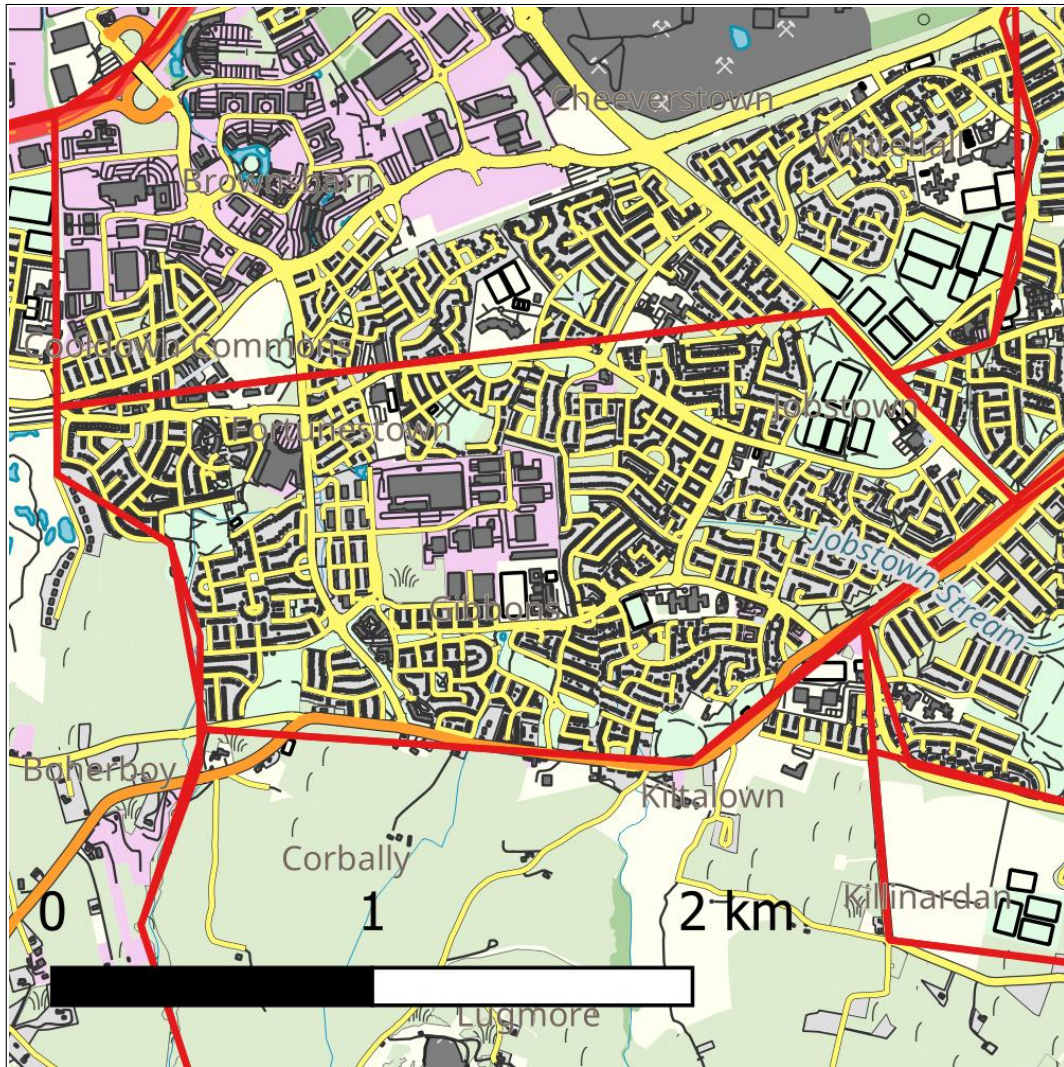 Cheeverstown
Whitehall
Brownsbarn
Cooldown Commons
Jobstown
Fortunestown
Jobstown Stream
Gibbons
Boherboy
Kiltalown
Corbally
Killinardan
0 1 2 km
Lugmore